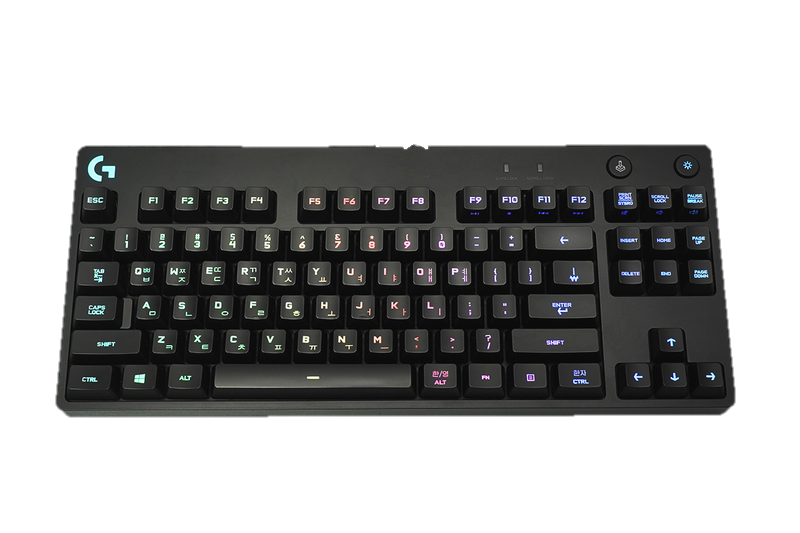 G
ESC F1 F2 F3 F4 F5 F6 F7 F8 F9 F10 F11 F12 PRINT SCRN SYSRQ SCROLL LOCK PAUSE BREAK
~ ` ! 1 @ 2 # 3 $ 4 % 5 ^ 6 & 7 * 8 ( 9 ) 0 _ - + = ← INSERT HOME PAGE UP
TAB Q ㅃ ㅂ W ㅉ ㅈ E ㄸ ㄷ R ㄲ ㄱ T ㅆ ㅅ Y ㅛ U ㅕ I ㅑ O ㅒ ㅐ P ㅖ ㅔ { [ } ] | ₩ DELETE END PAGE DOWN
CAPS LOCK A ㅁ S ㄴ D ㅇ F ㄹ G ㅎ H ㅗ J ㅓ K ㅏ L ㅣ : ; " ' ENTER
SHIFT Z ㅋ X ㅌ C ㅊ V ㅍ B ㅠ N ㅜ M ㅡ < , > . ? / SHIFT ↑
CTRL ALT 한/영 ALT FN 한자 CTRL ← ↓ →